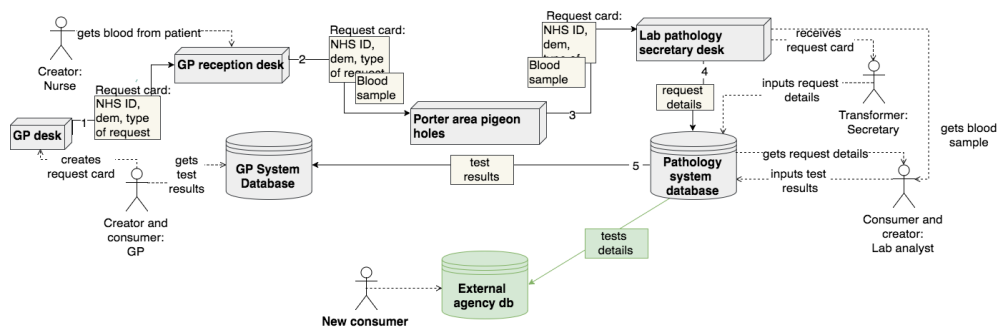 Request card:
NHS ID,
dem, type
of request
Blood
sample
Request card:
NHS ID,
dem,
type of
Blood
sample
Lab pathology
secretary desk
receives
request card
gets blood from patient
Creator:
Nurse
GP reception desk
2
Request card:
NHS ID,
dem, type
of request
1
GP desk
Porter area pigeon
holes
3
4
request
details
inputs request
details
Transformer:
Secretary
gets blood
sample
creates
request card
Creator and
consumer:
GP
gets
test
results
GP System
Database
test
results
5
Pathology
system
database
gets request details
inputs test
results
Consumer and
creator:
Lab analyst
tests
details
External
agency db
New consumer